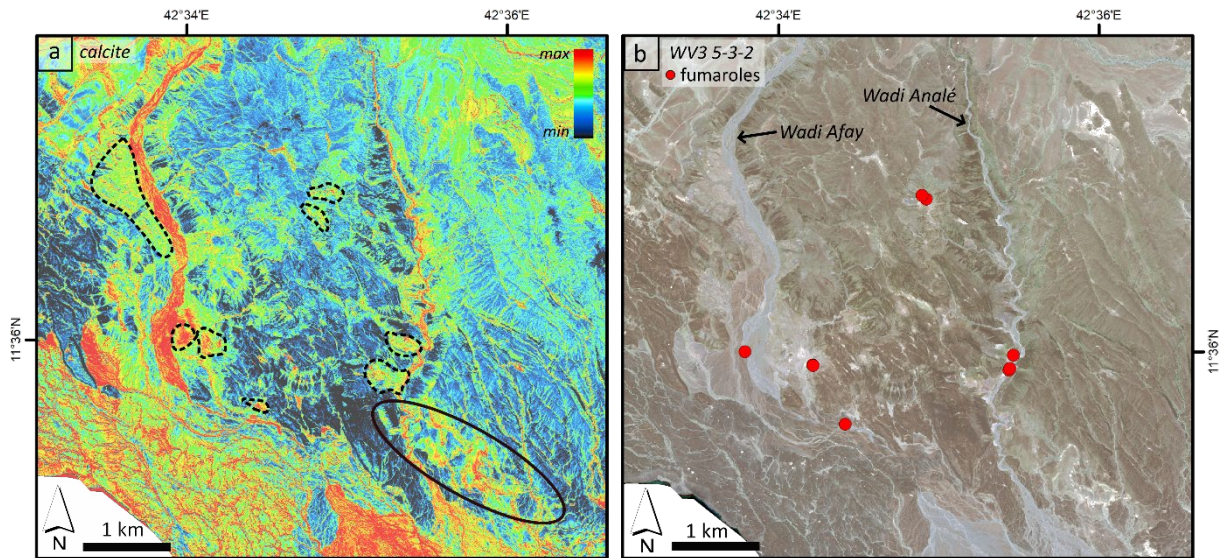 42°34'E
42°36'E
42°34'E
42°36'E
a
calcite
max
min
b
WV3 5-3-2
fumaroles
Wadi Afay
Wadi Analé
11°36'N
11°36'N
N
1 km
N
1 km